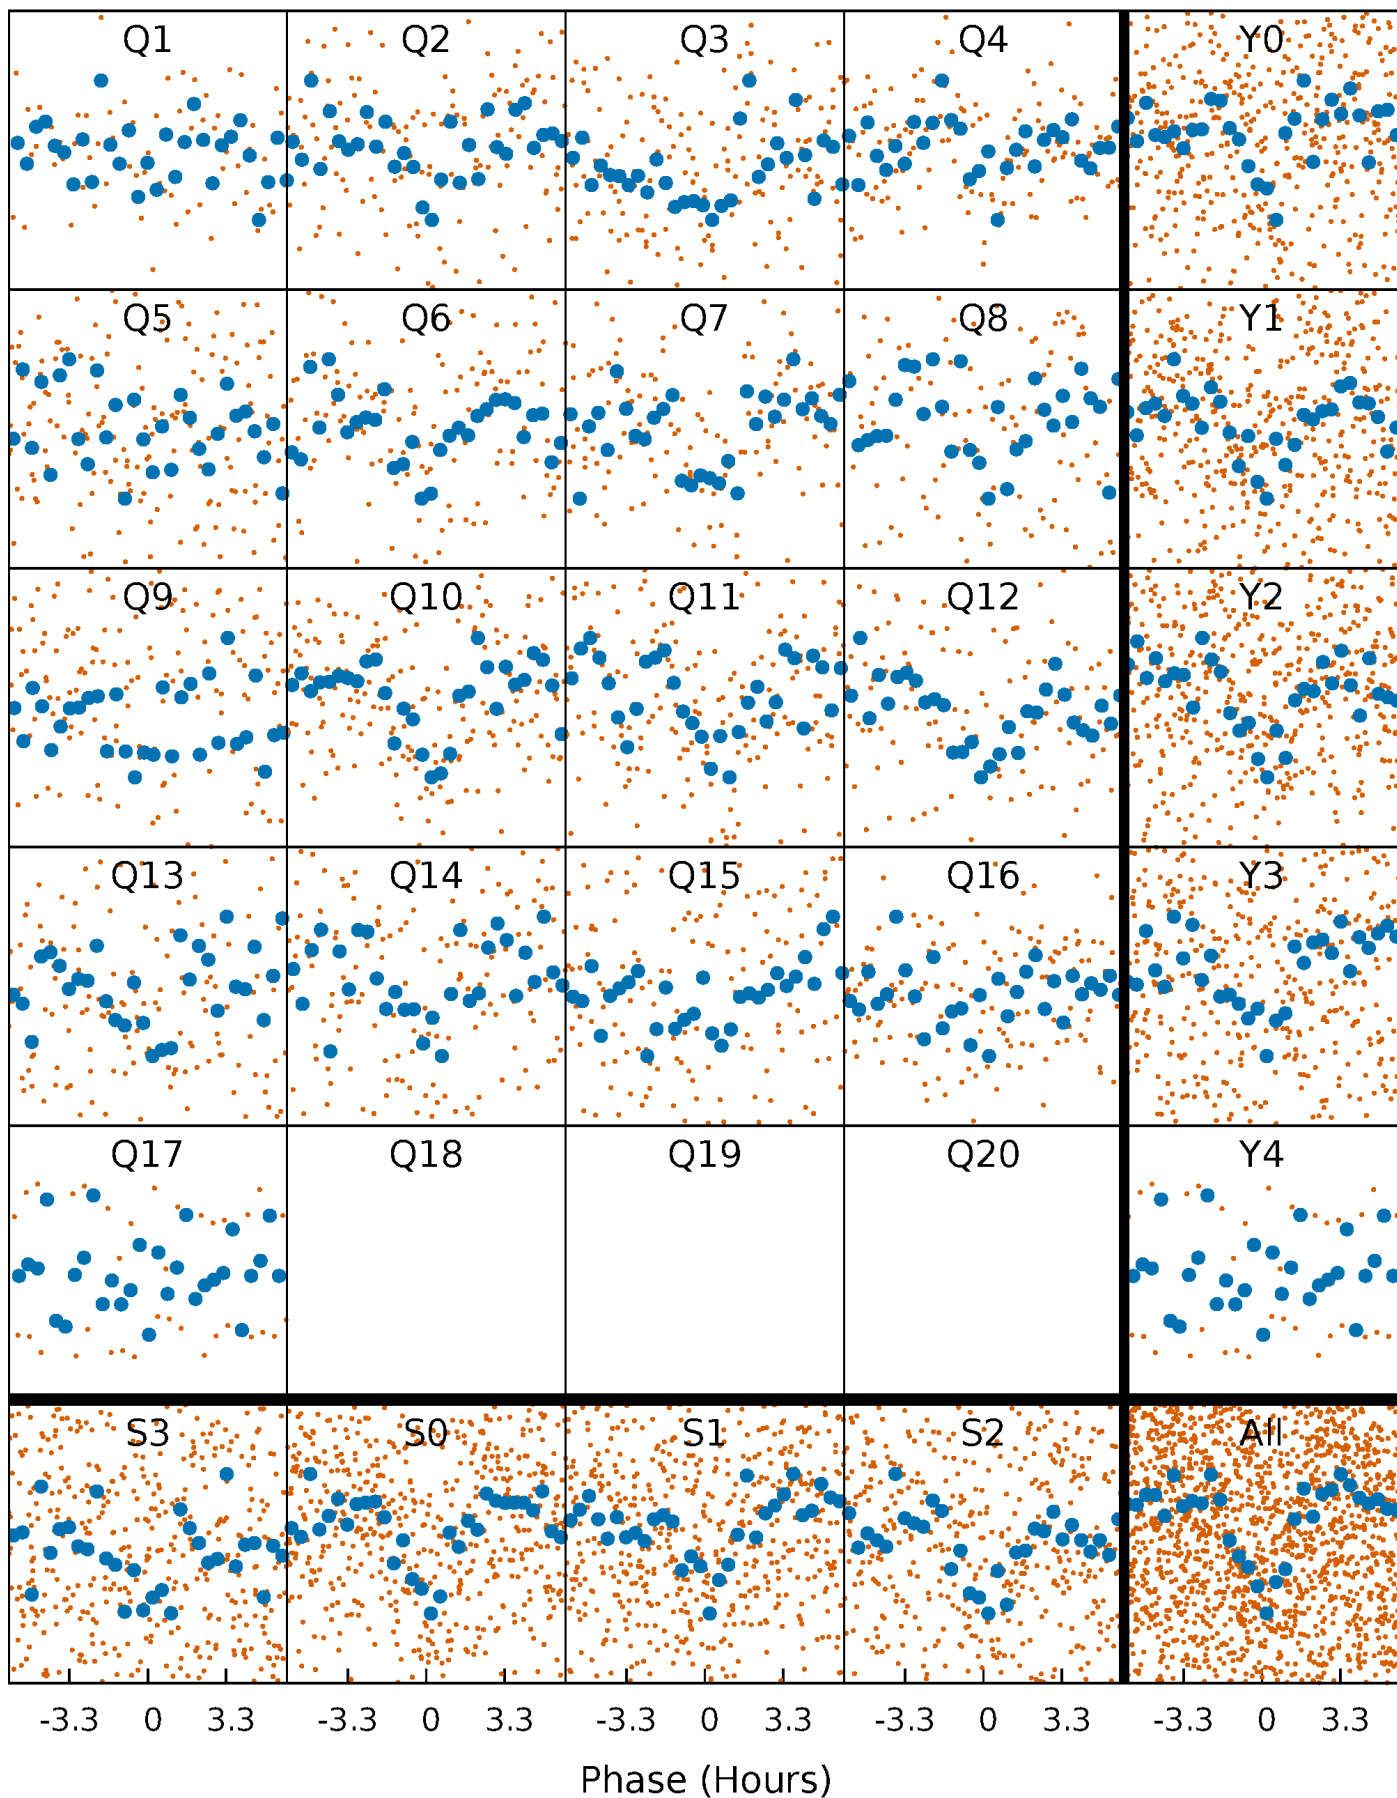 Q1 Q2 Q3 Q4 Y0
Q5 Q6 Q7 Q8 Y1
Q9 Q10 Q11 Q12 Y2
Q13 Q14 Q15 Q16 Y3
Q17 Q18 Q19 Q20 Y4
S3 S0 S1 S2 All
-3.3 0 3.3 -3.3 0 3.3 -3.3 0 3.3 -3.3 0 3.3 -3.3 0 3.3
Phase (Hours)